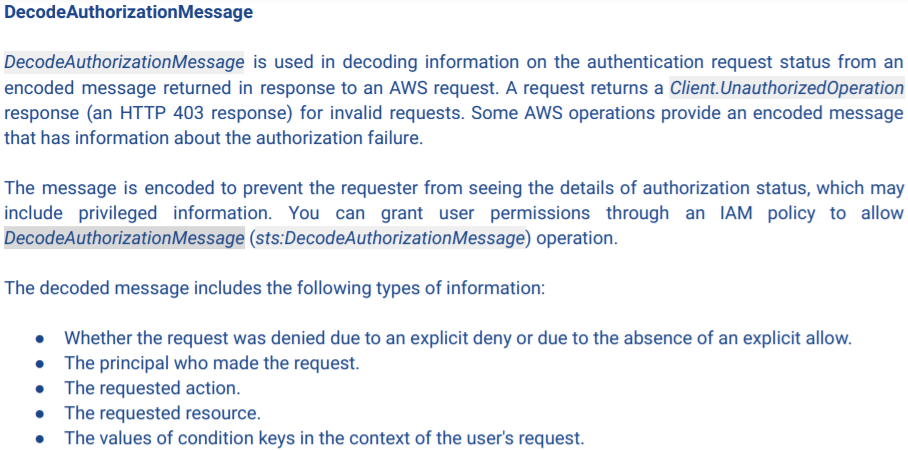 DecodeAuthorizationMessage
DecodeAuthorizationMessage is used in decoding information on the authentication request status from an
encoded message returned in response to an AWS request. A request returns a Client.UnauthorizedOperation
response (an HTTP 403 response) for invalid requests. Some AWS operations provide an encoded message
that has information about the authorization failure.
The message is encoded to prevent the requester from seeing the details of authorization status, which may
include privileged information. You can grant user permissions through an IAM policy to allow
DecodeAuthorizationMessage (sts:DecodeAuthorizationMessage) operation.
The decoded message includes the following types of information:
● Whether the request was denied due to an explicit deny or due to the absence of an explicit allow.
● The principal who made the request.
● The requested action.
● The requested resource.
● The values of condition keys in the context of the user's request.